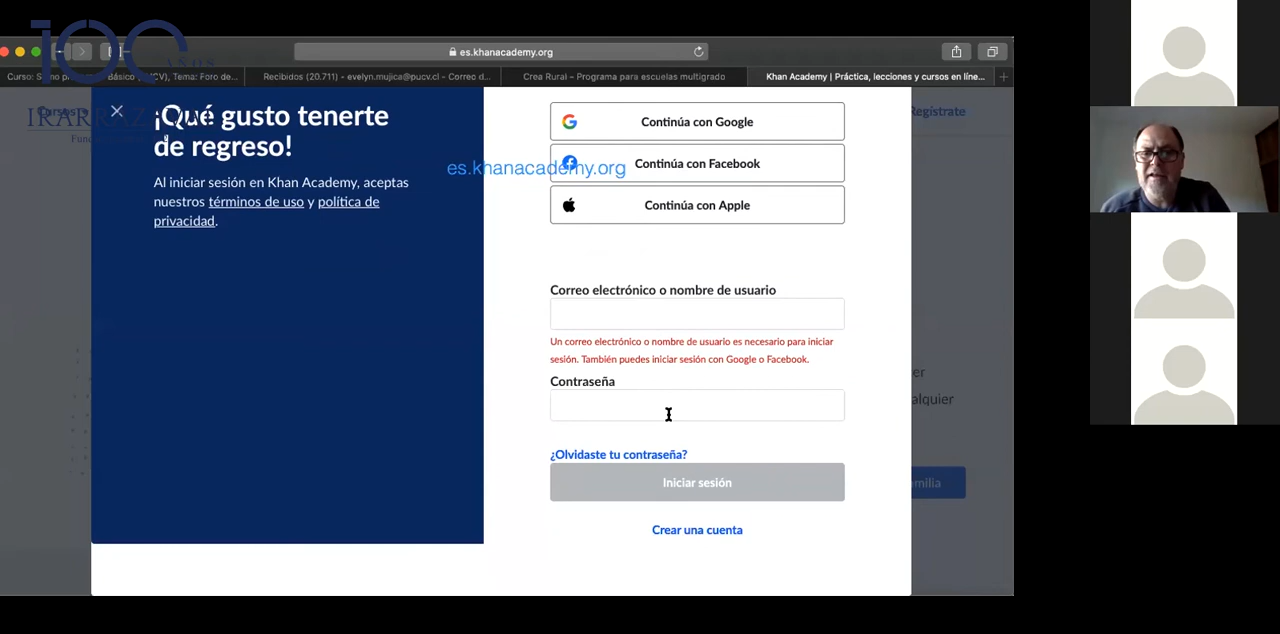 100
AÑOS
es.khanacademy.org
Recibidos (20.711) - evelyn.mujica@pucv.cl - Correo d...
Crea Rural – Programa para escuelas multigrado
Khan Academy | Práctica, lecciones y cursos en líne...
IRARRAZAVAL
¡Qué gusto tenerte
de regreso!
Al iniciar sesión en Khan Academy, aceptas
nuestros términos de uso y política de
privacidad.
Continúa con Google
Continúa con Facebook
es.khanacademy.org
Continúa con Apple
Correo electrónico o nombre de usuario
Un correo electrónico o nombre de usuario es necesario para iniciar
sesión. También puedes iniciar sesión con Google o Facebook.
Contraseña
¿Olvidaste tu contraseña?
Iniciar sesión
Crear una cuenta
Regístrate